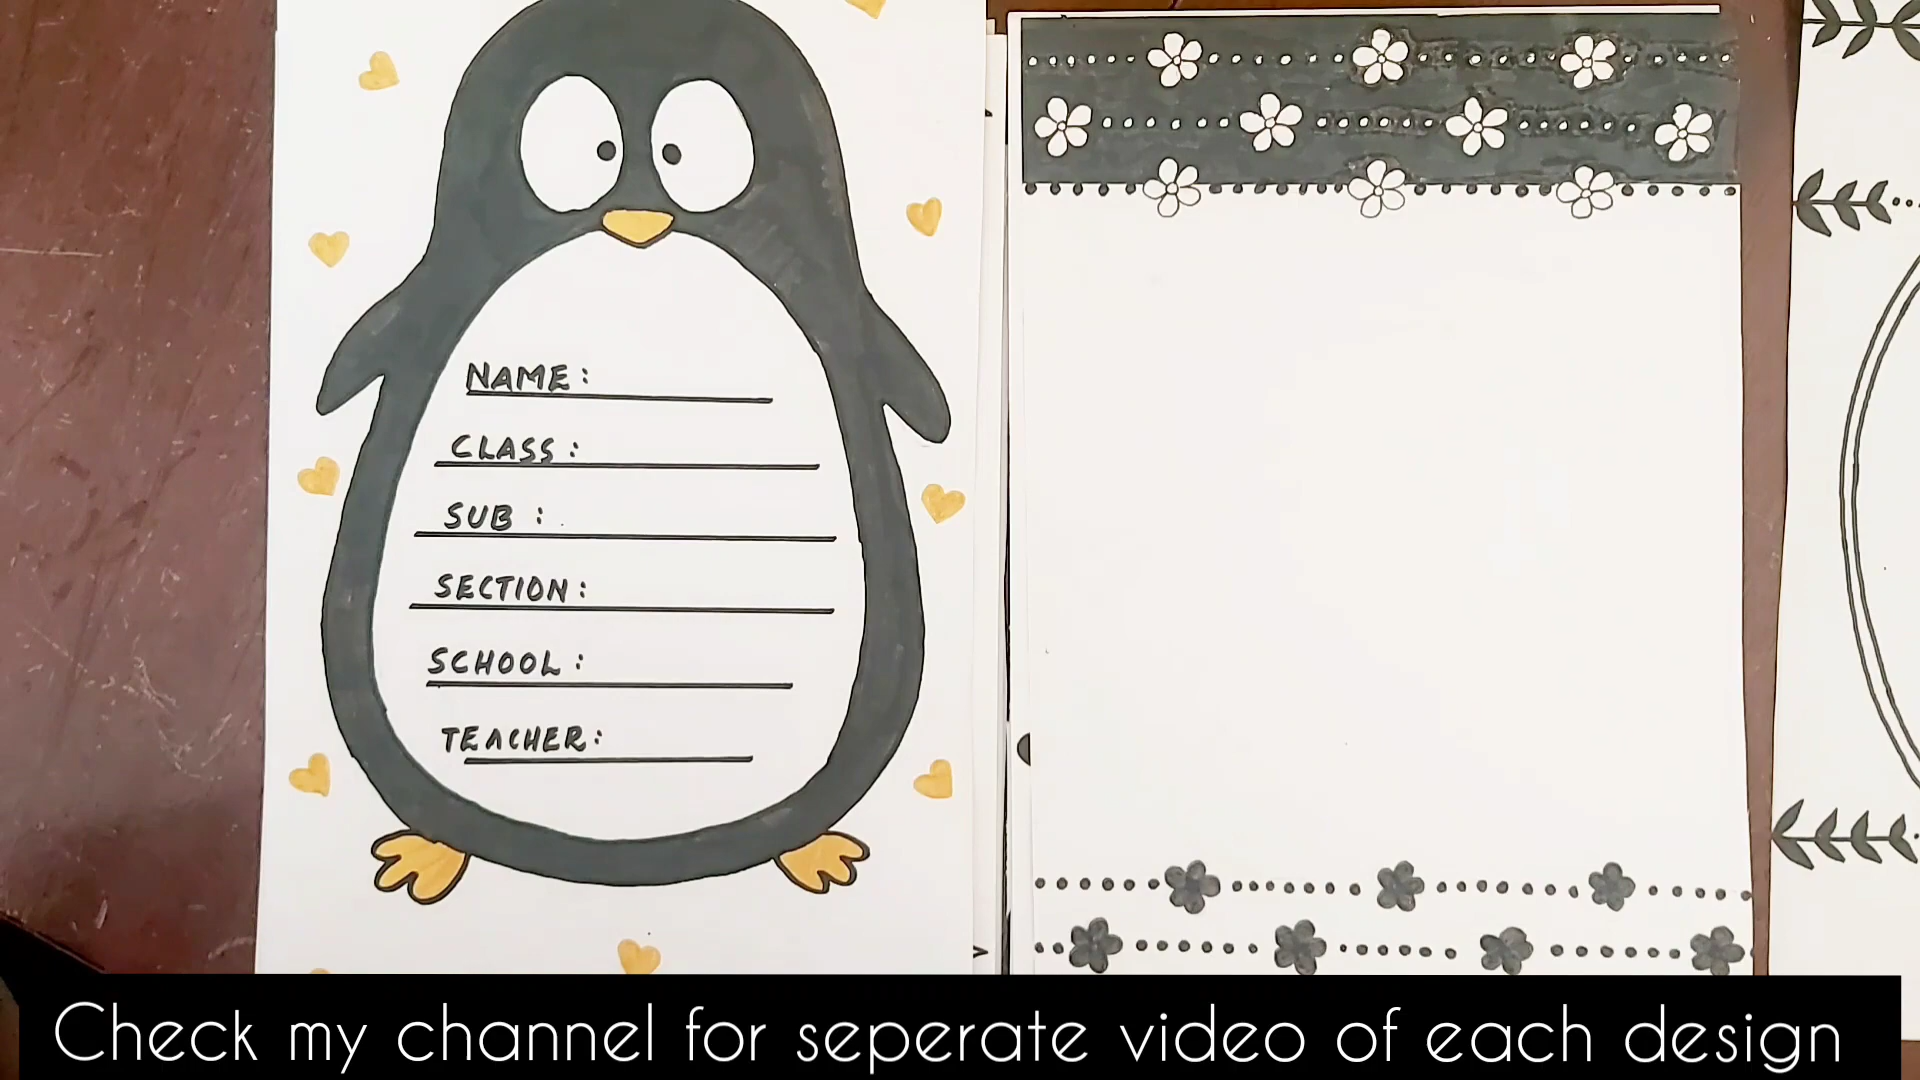 NAME:
CLASS:
SUB :
SECTION:
SCHOOL:
TEACHER:
Check my channel for seperate video of each design